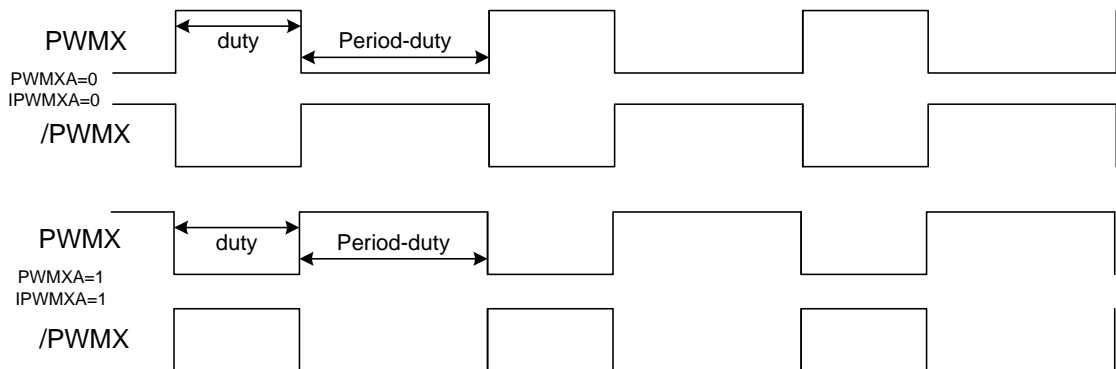 PWMX
duty
Period-duty
PWMXA=0
IPWMXA=0
/PWMX
PWMX
duty
Period-duty
PWMXA=1
IPWMXA=1
/PWMX